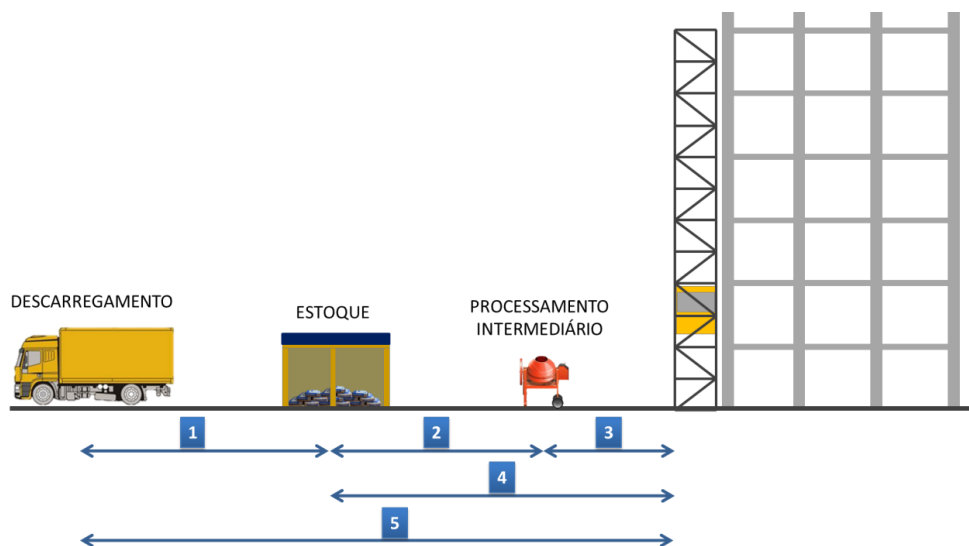 DESCARREGAMENTO
ESTOQUE
PROCESSAMENTO
INTERMEDIÁRIO
1
2
3
4
5